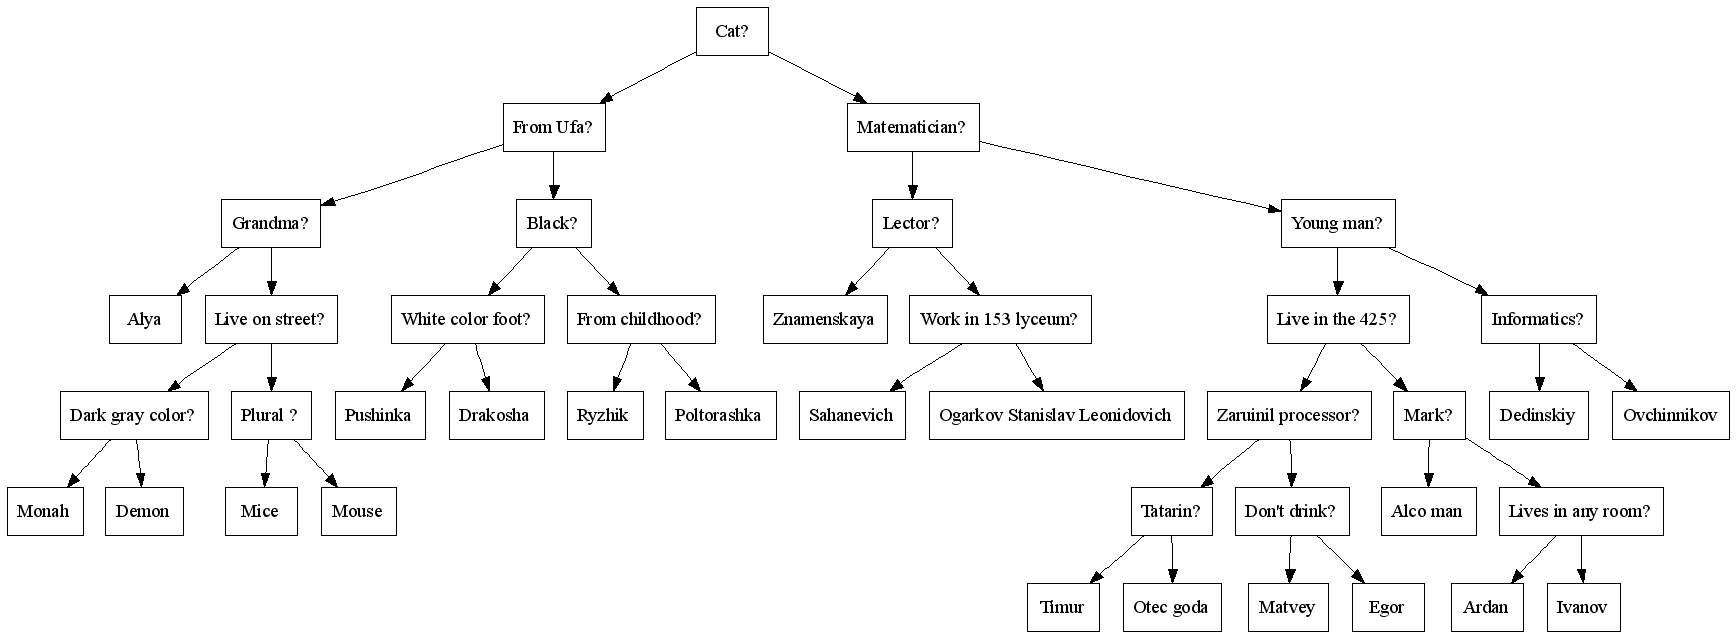 Cat?
From Ufa?
Matematician?
Grandma?
Black?
Lector?
Young man?
Alya
Live on street?
White color foot?
From childhood?
Znamenskaya
Work in 153 lyceum?
Live in the 425?
Informatics?
Dark gray color?
Plural ?
Pushinka
Drakosha
Ryzhik
Poltorashka
Sahanevich
Ogarkov Stanislav Leonidovich
Zaruinil processor?
Mark?
Dedinskiy
Ovchinnikov
Monah
Demon
Mice
Mouse
Tatarin?
Don't drink?
Alco man
Lives in any room?
Timur
Otec goda
Matvey
Egor
Ardan
Ivanov